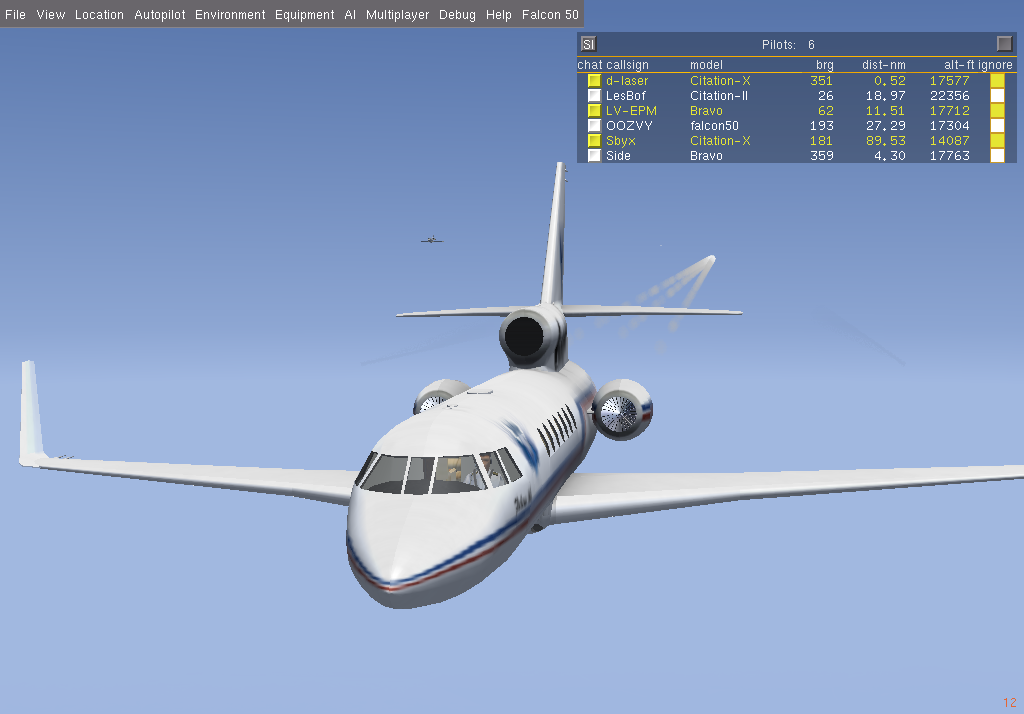 File View Location Autopilot Environment Equipment AI Multiplayer Debug Help Falcon 50
SI Pilots: 6
chat callsign model brg dist-nm alt-ft ignore
d-laser Citation-X 351 0.52 17577
LesBof Citation-II 26 18.97 22356
LV-EPM Bravo 62 11.51 17712
OOZVY falcon50 193 27.29 17304
Sbyx Citation-X 181 89.53 14087
Side Bravo 359 4.30 17763
12